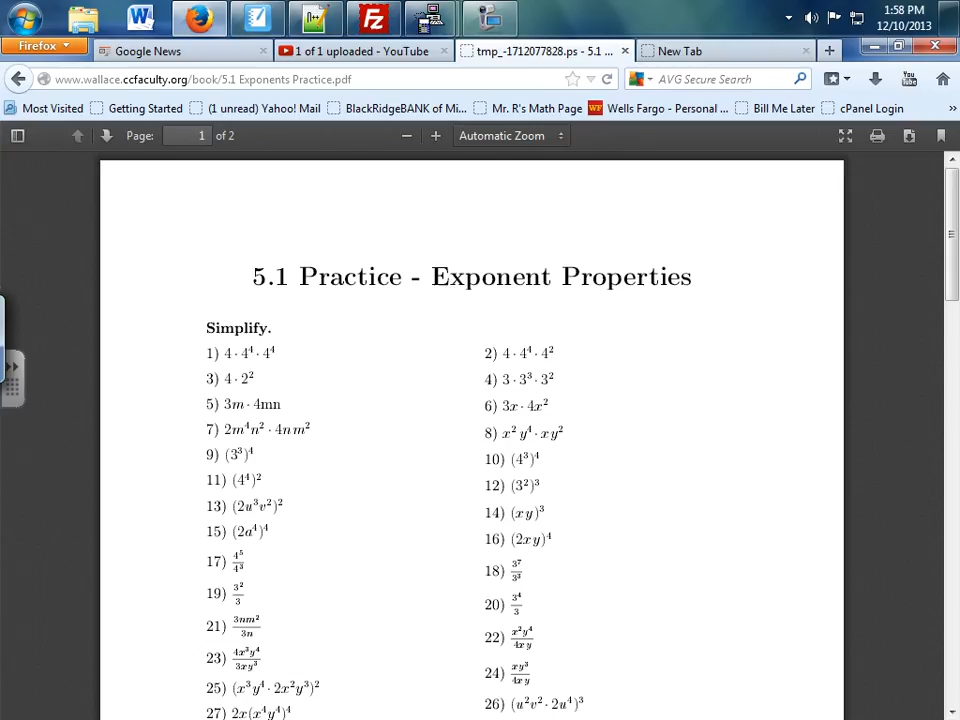 1:58 PM
12/10/2013
Firefox
Google News × 1 of 1 uploaded - YouTube × tmp_-1712077828.ps - 5.1 ... × New Tab × +
www.wallace.ccfaculty.org/book/5.1 Exponents Practice.pdf AVG Secure Search
Most Visited Getting Started (1 unread) Yahoo! Mail BlackRidgeBANK of Mi... Mr. R's Math Page Wells Fargo - Personal ... Bill Me Later cPanel Login »
Page: 1 of 2 − + Automatic Zoom
5.1 Practice - Exponent Properties
Simplify.
1) 4 · 4⁴ · 4⁴ 2) 4 · 4⁴ · 4²
3) 4 · 2² 4) 3 · 3³ · 3²
5) 3m · 4mn 6) 3x · 4x²
7) 2m⁴n² · 4nm² 8) x²y⁴ · xy²
9) (3³)⁴ 10) (4³)⁴
11) (4⁴)² 12) (3²)³
13) (2u³v²)² 14) (xy)³
15) (2a⁴)⁴ 16) (2xy)⁴
17) 4⁵/4³ 18) 3⁷/3³
19) 3²/3 20) 3⁴/3
21) 3nm²/3n 22) x²y⁴/4xy
23) 4x³y⁴/3xy³ 24) xy³/4xy
25) (x³y⁴ · 2x²y³)² 26) (u²v² · 2u⁴)³
27) 2x(x⁴y⁴)⁴